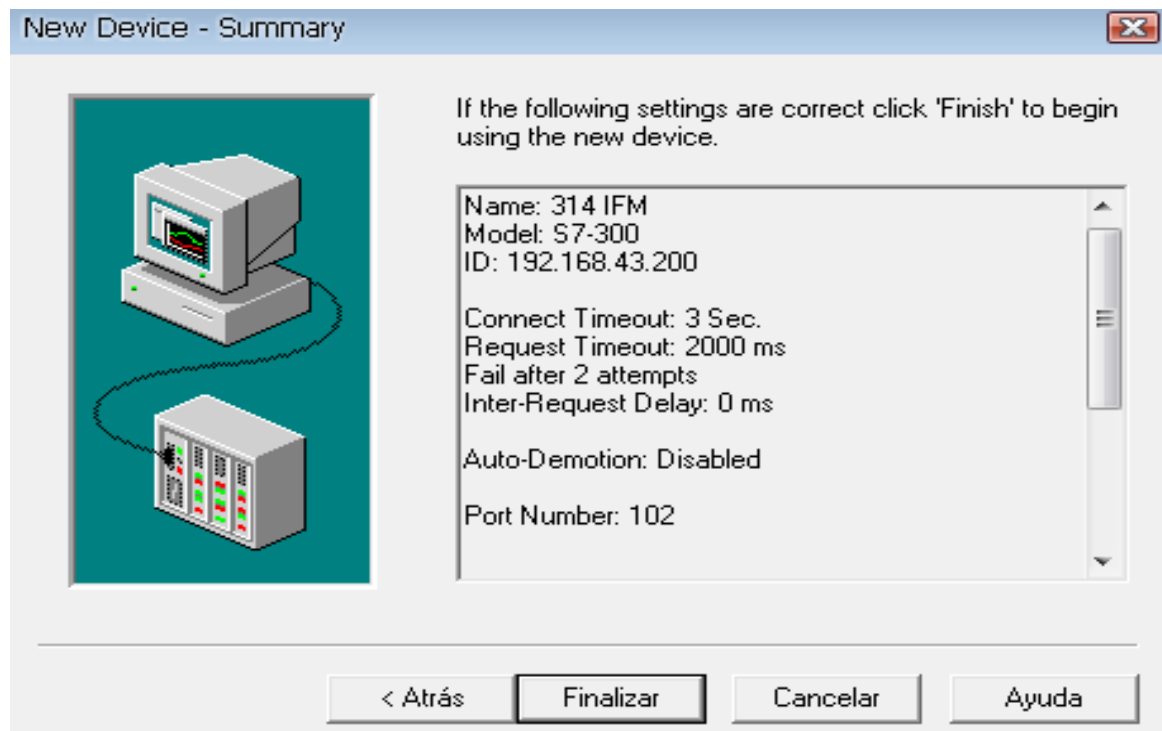 New Device - Summary
If the following settings are correct click 'Finish' to begin
using the new device.
Name: 314 IFM
Model: S7-300
ID: 192.168.43.200
Connect Timeout: 3 Sec.
Request Timeout: 2000 ms
Fail after 2 attempts
Inter-Request Delay: 0 ms
Auto-Demotion: Disabled
Port Number: 102
< Atrás Finalizar Cancelar Ayuda